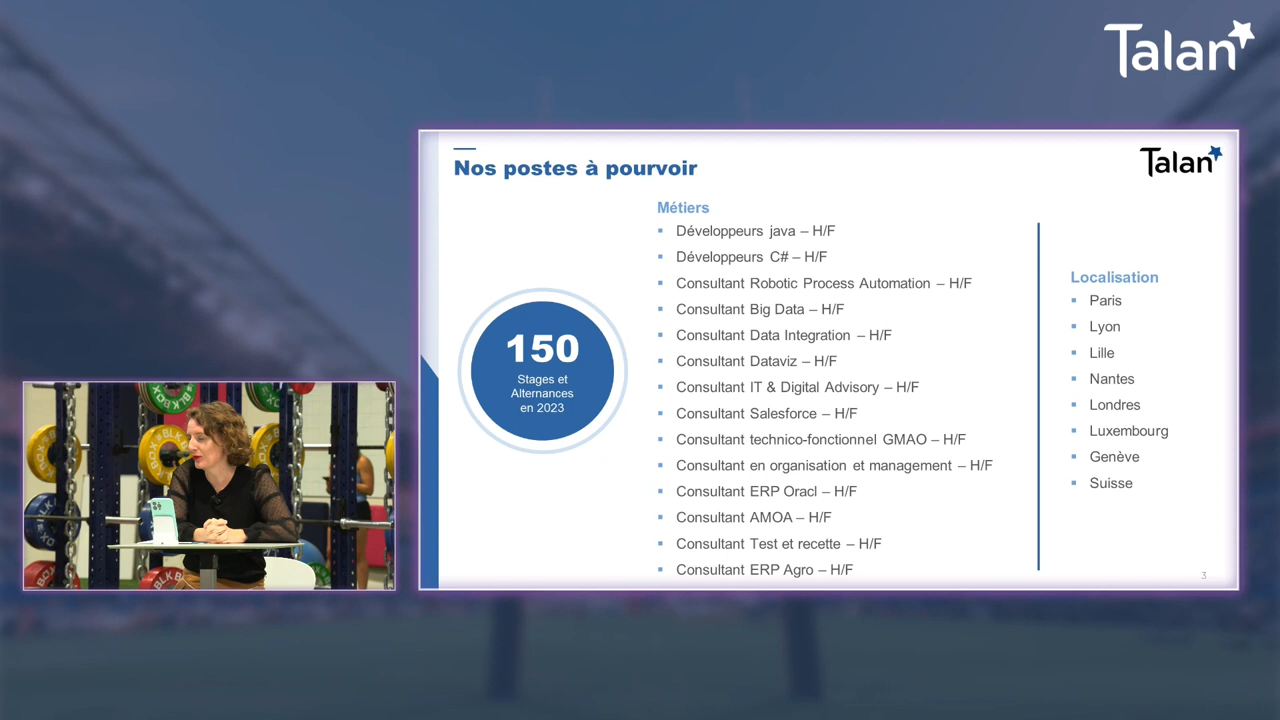 Talan
Nos postes à pourvoir
Talan
Métiers
Développeurs java – H/F
Développeurs C# – H/F
Consultant Robotic Process Automation – H/F
Consultant Big Data – H/F
Consultant Data Integration – H/F
Consultant Dataviz – H/F
Consultant IT & Digital Advisory – H/F
Consultant Salesforce – H/F
Consultant technico-fonctionnel GMAO – H/F
Consultant en organisation et management – H/F
Consultant ERP Oracl – H/F
Consultant AMOA – H/F
Consultant Test et recette – H/F
Consultant ERP Agro – H/F
150
Stages et
Alternances
en 2023
Localisation
Paris
Lyon
Lille
Nantes
Londres
Luxembourg
Genève
Suisse
3
BLKBOX